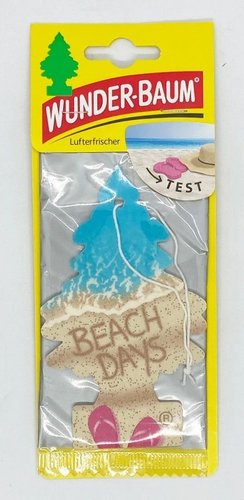 WUNDER-BAUM®
Lufterfrischer
TEST
BEACH
DAYS
®